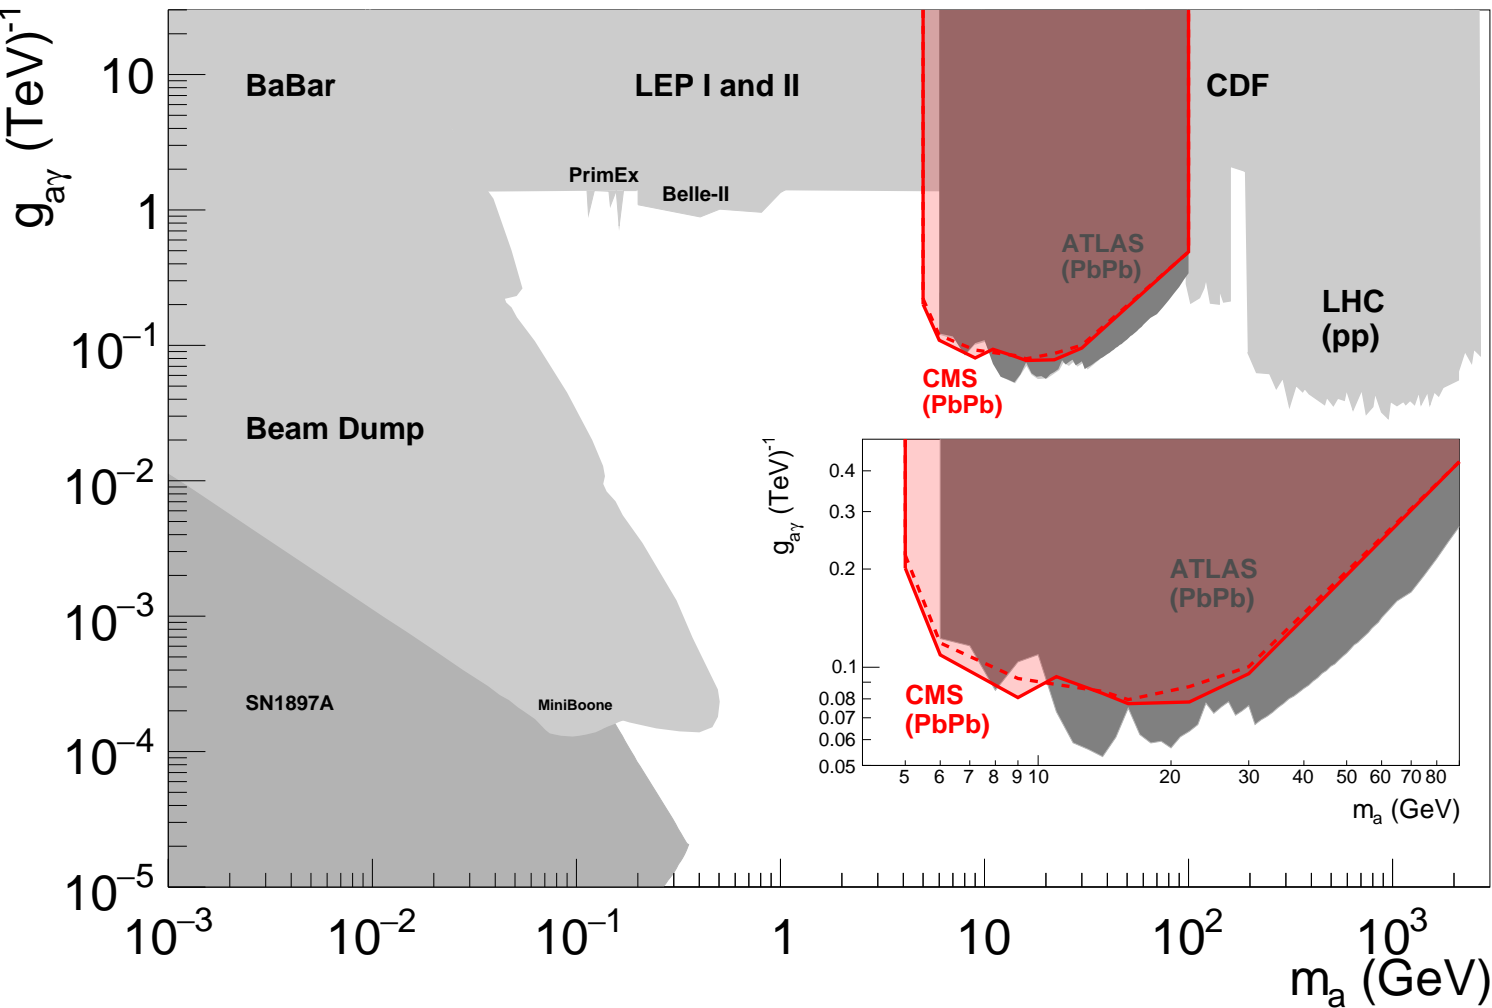 g_aγ (TeV)^-1
10
1
10^−1
10^−2
10^−3
10^−4
10^−5
BaBar
LEP I and II
CDF
PrimEx
Belle-II
ATLAS
(PbPb)
LHC
(pp)
CMS
(PbPb)
Beam Dump
SN1897A
MiniBoone
g_aγ (TeV)^-1
0.4
0.3
0.2
0.1
0.08
0.07
0.06
0.05
ATLAS
(PbPb)
CMS
(PbPb)
5 6 7 8 9 10 20 30 40 50 60 70 80
m_a (GeV)
10^−3 10^−2 10^−1 1 10 10^2 10^3
m_a (GeV)